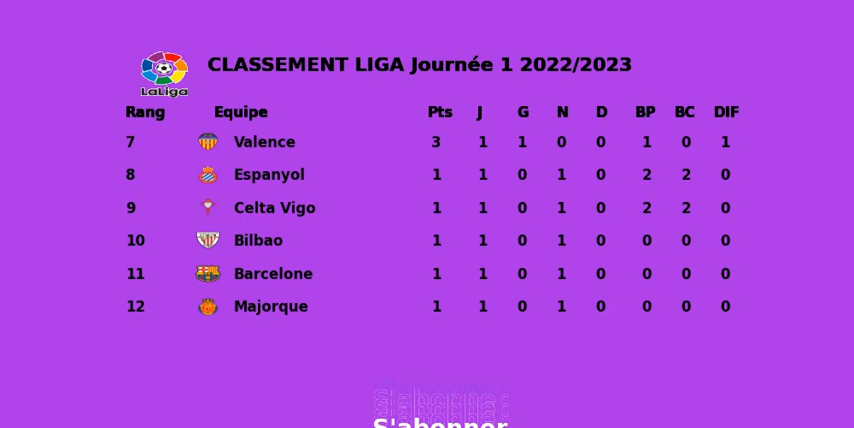 CLASSEMENT LIGA Journée 1 2022/2023
LaLiga
Rang Equipe Pts J G N D BP BC DIF
7 Valence 3 1 1 0 0 1 0 1
8 Espanyol 1 1 0 1 0 2 2 0
9 Celta Vigo 1 1 0 1 0 2 2 0
10 Bilbao 1 1 0 1 0 0 0 0
11 Barcelone 1 1 0 1 0 0 0 0
12 Majorque 1 1 0 1 0 0 0 0
S'abonner